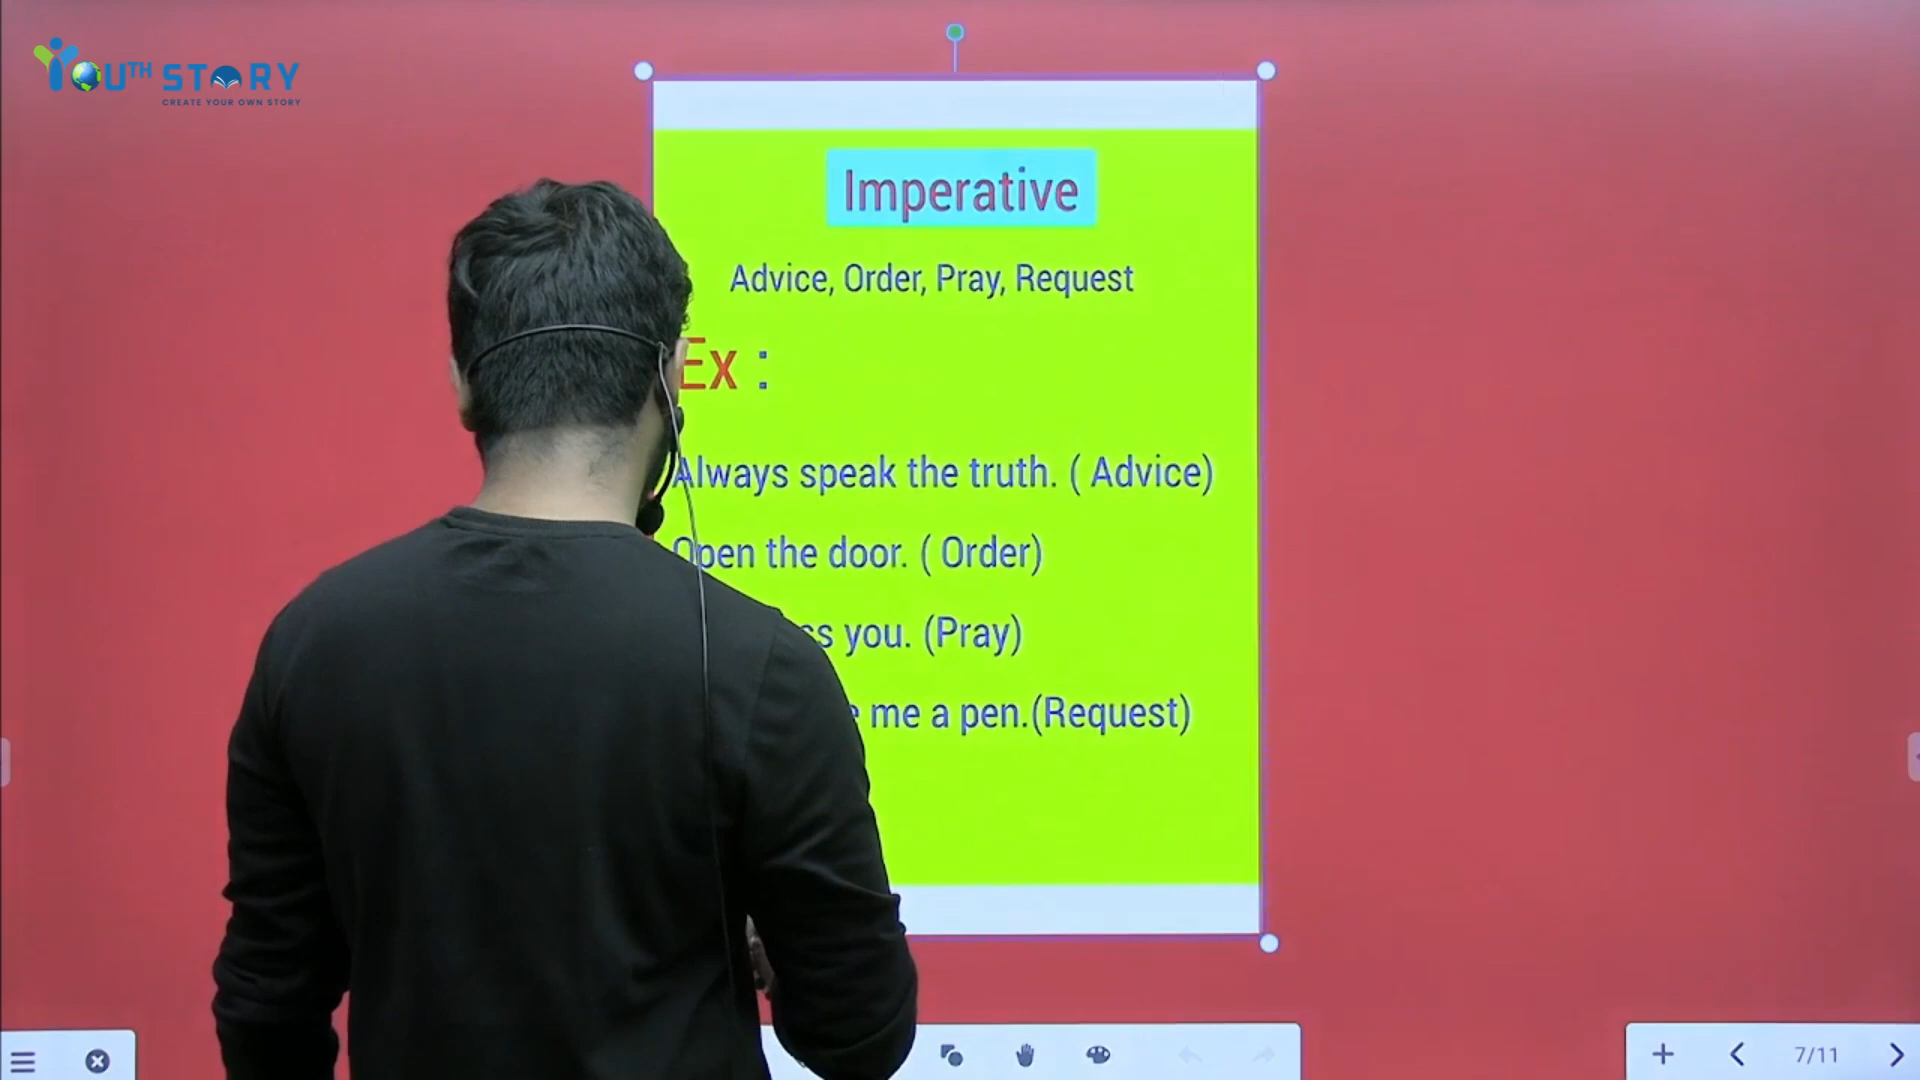 YOUTH STORY
CREATE YOUR OWN STORY
Imperative
Advice, Order, Pray, Request
Ex :
Always speak the truth. ( Advice)
Open the door. ( Order)
you. (Pray)
me a pen.(Request)
7/11